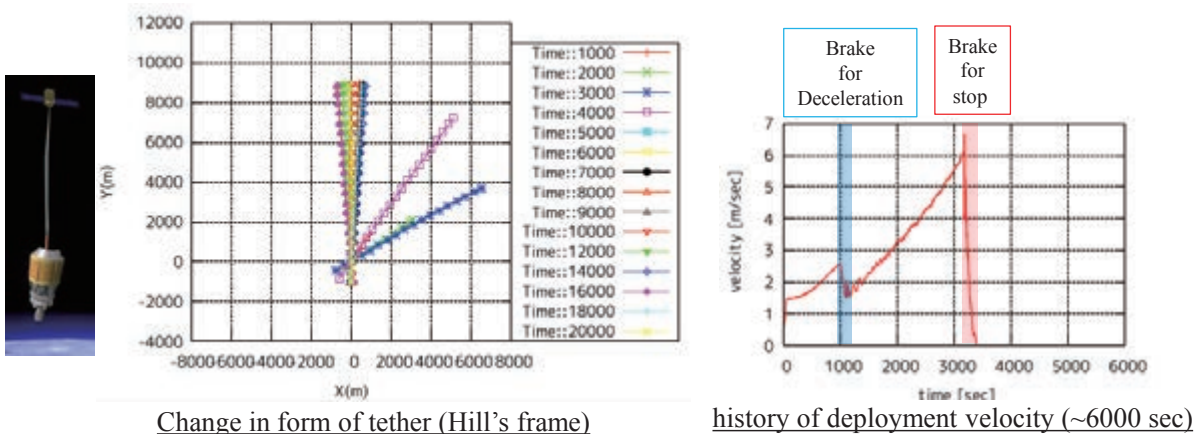 12000
10000
8000
6000
4000
2000
0
-2000
-4000
Y(m)
-8000-6000-4000-2000 0 2000 4000 6000 8000
X(m)
Time::1000
Time::2000
Time::3000
Time::4000
Time::5000
Time::6000
Time::7000
Time::8000
Time::9000
Time::10000
Time::12000
Time::14000
Time::16000
Time::18000
Time::20000
Change in form of tether (Hill's frame)
Brake
for
Deceleration
Brake
for
stop
7
6
5
4
3
2
1
0
velocity [m/sec]
0 1000 2000 3000 4000 5000 6000
time [sec]
history of deployment velocity (~6000 sec)